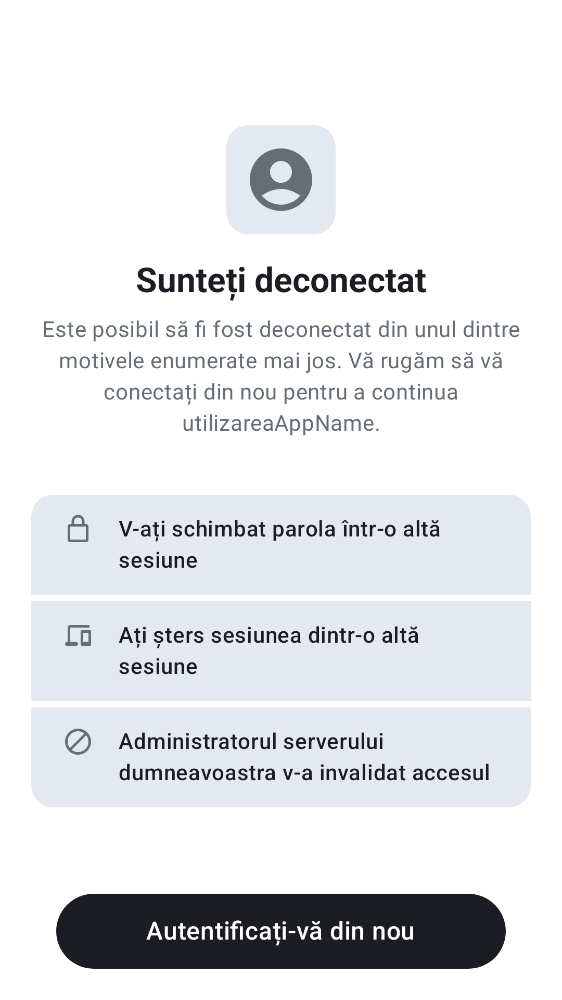 Sunteți deconectat
Este posibil să fi fost deconectat din unul dintre
motivele enumerate mai jos. Vă rugăm să vă
conectați din nou pentru a continua
utilizareaAppName.
V-ați schimbat parola într-o altă
sesiune
Ați șters sesiunea dintr-o altă
sesiune
Administratorul serverului
dumneavoastra v-a invalidat accesul
Autentificați-vă din nou